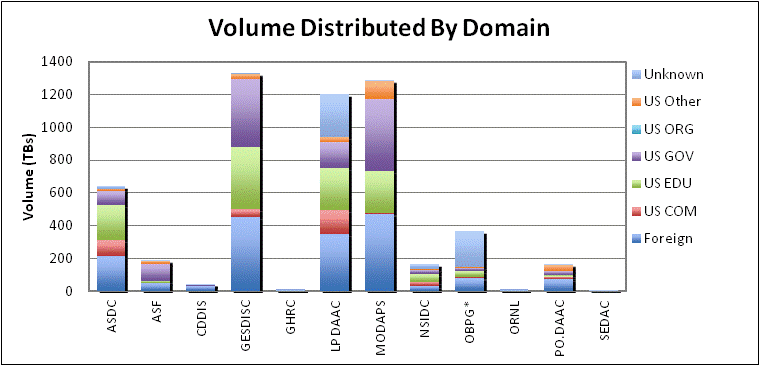 Volume Distributed By Domain
Volume (TBs)
1400
1200
1000
800
600
400
200
0
ASDC
ASF
CDDIS
GESDISC
GHRC
LP DAAC
MODAPS
NSIDC
OBPG *
ORNL
PO.DAAC
SEDAC
Unknown
US Other
US ORG
US GOV
US EDU
US COM
Foreign